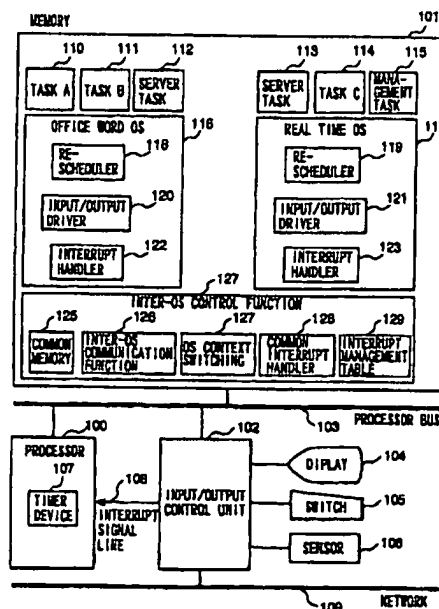 MEMORY
101
110
111
112
113
114
115
TASK A
TASK B
SERVER
TASK
SERVER
TASK
TASK C
MANA-
GEMENT
TASK
OFFICE WORD OS
116
REAL TIME OS
11
RE-
SCHEDULER
118
RE-
SCHEDULER
119
INPUT/OUTPUT
DRIVER
120
INPUT/OUTPUT
DRIVER
121
INTERRUPT
HANDLER
122
INTERRUPT
HANDLER
123
127
INTER-OS CONTROL FUNCTION
125
126
127
128
129
COMMON
MEMORY
INTER-OS
COMMUNICATION
FUNCTION
OS CONTEXT
SWITCHING
COMMON
INTERRUPT
HANDLER
INTERRUPT
MANAGEMENT
TABLE
103
PROCESSOR BUS
100
102
PROCESSOR
107
TIMER
DEVICE
108
INTERRUPT
SIGNAL
LINE
INPUT/OUTPUT
CONTROL UNIT
DIPLAY
104
SWITCH
105
SENSOR
106
109
NETWORK